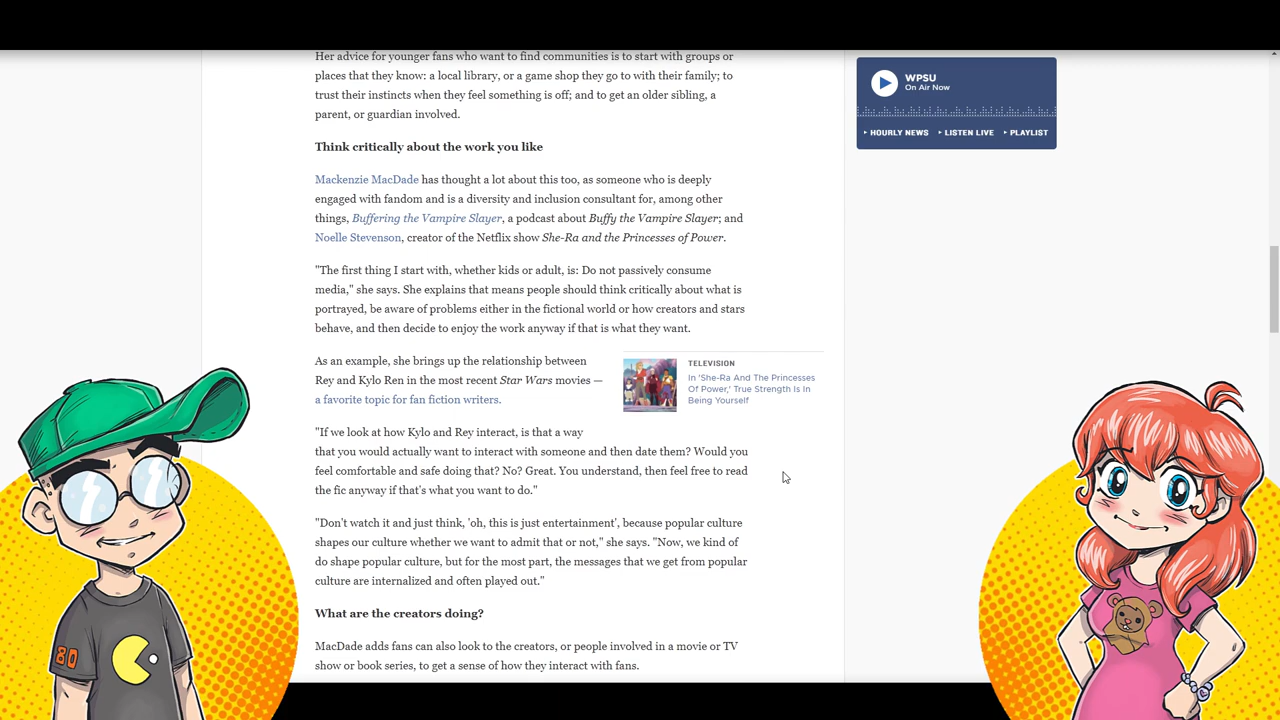 Her advice for younger fans who want to find communities is to start with groups or
places that they know: a local library, or a game shop they go to with their family; to
trust their instincts when they feel something is off; and to get an older sibling, a
parent, or guardian involved.
Think critically about the work you like
Mackenzie MacDade has thought a lot about this too, as someone who is deeply
engaged with fandom and is a diversity and inclusion consultant for, among other
things, Buffering the Vampire Slayer, a podcast about Buffy the Vampire Slayer; and
Noelle Stevenson, creator of the Netflix show She-Ra and the Princesses of Power.
"The first thing I start with, whether kids or adult, is: Do not passively consume
media," she says. She explains that means people should think critically about what is
portrayed, be aware of problems either in the fictional world or how creators and stars
behave, and then decide to enjoy the work anyway if that is what they want.
As an example, she brings up the relationship between
Rey and Kylo Ren in the most recent Star Wars movies —
a favorite topic for fan fiction writers.
TELEVISION
In 'She-Ra And The Princesses
Of Power,' True Strength Is In
Being Yourself
"If we look at how Kylo and Rey interact, is that a way
that you would actually want to interact with someone and then date them? Would you
feel comfortable and safe doing that? No? Great. You understand, then feel free to read
the fic anyway if that's what you want to do."
"Don't watch it and just think, 'oh, this is just entertainment', because popular culture
shapes our culture whether we want to admit that or not," she says. "Now, we kind of
do shape popular culture, but for the most part, the messages that we get from popular
culture are internalized and often played out."
What are the creators doing?
MacDade adds fans can also look to the creators, or people involved in a movie or TV
show or book series, to get a sense of how they interact with fans.
WPSU
On Air Now
HOURLY NEWS LISTEN LIVE PLAYLIST
80